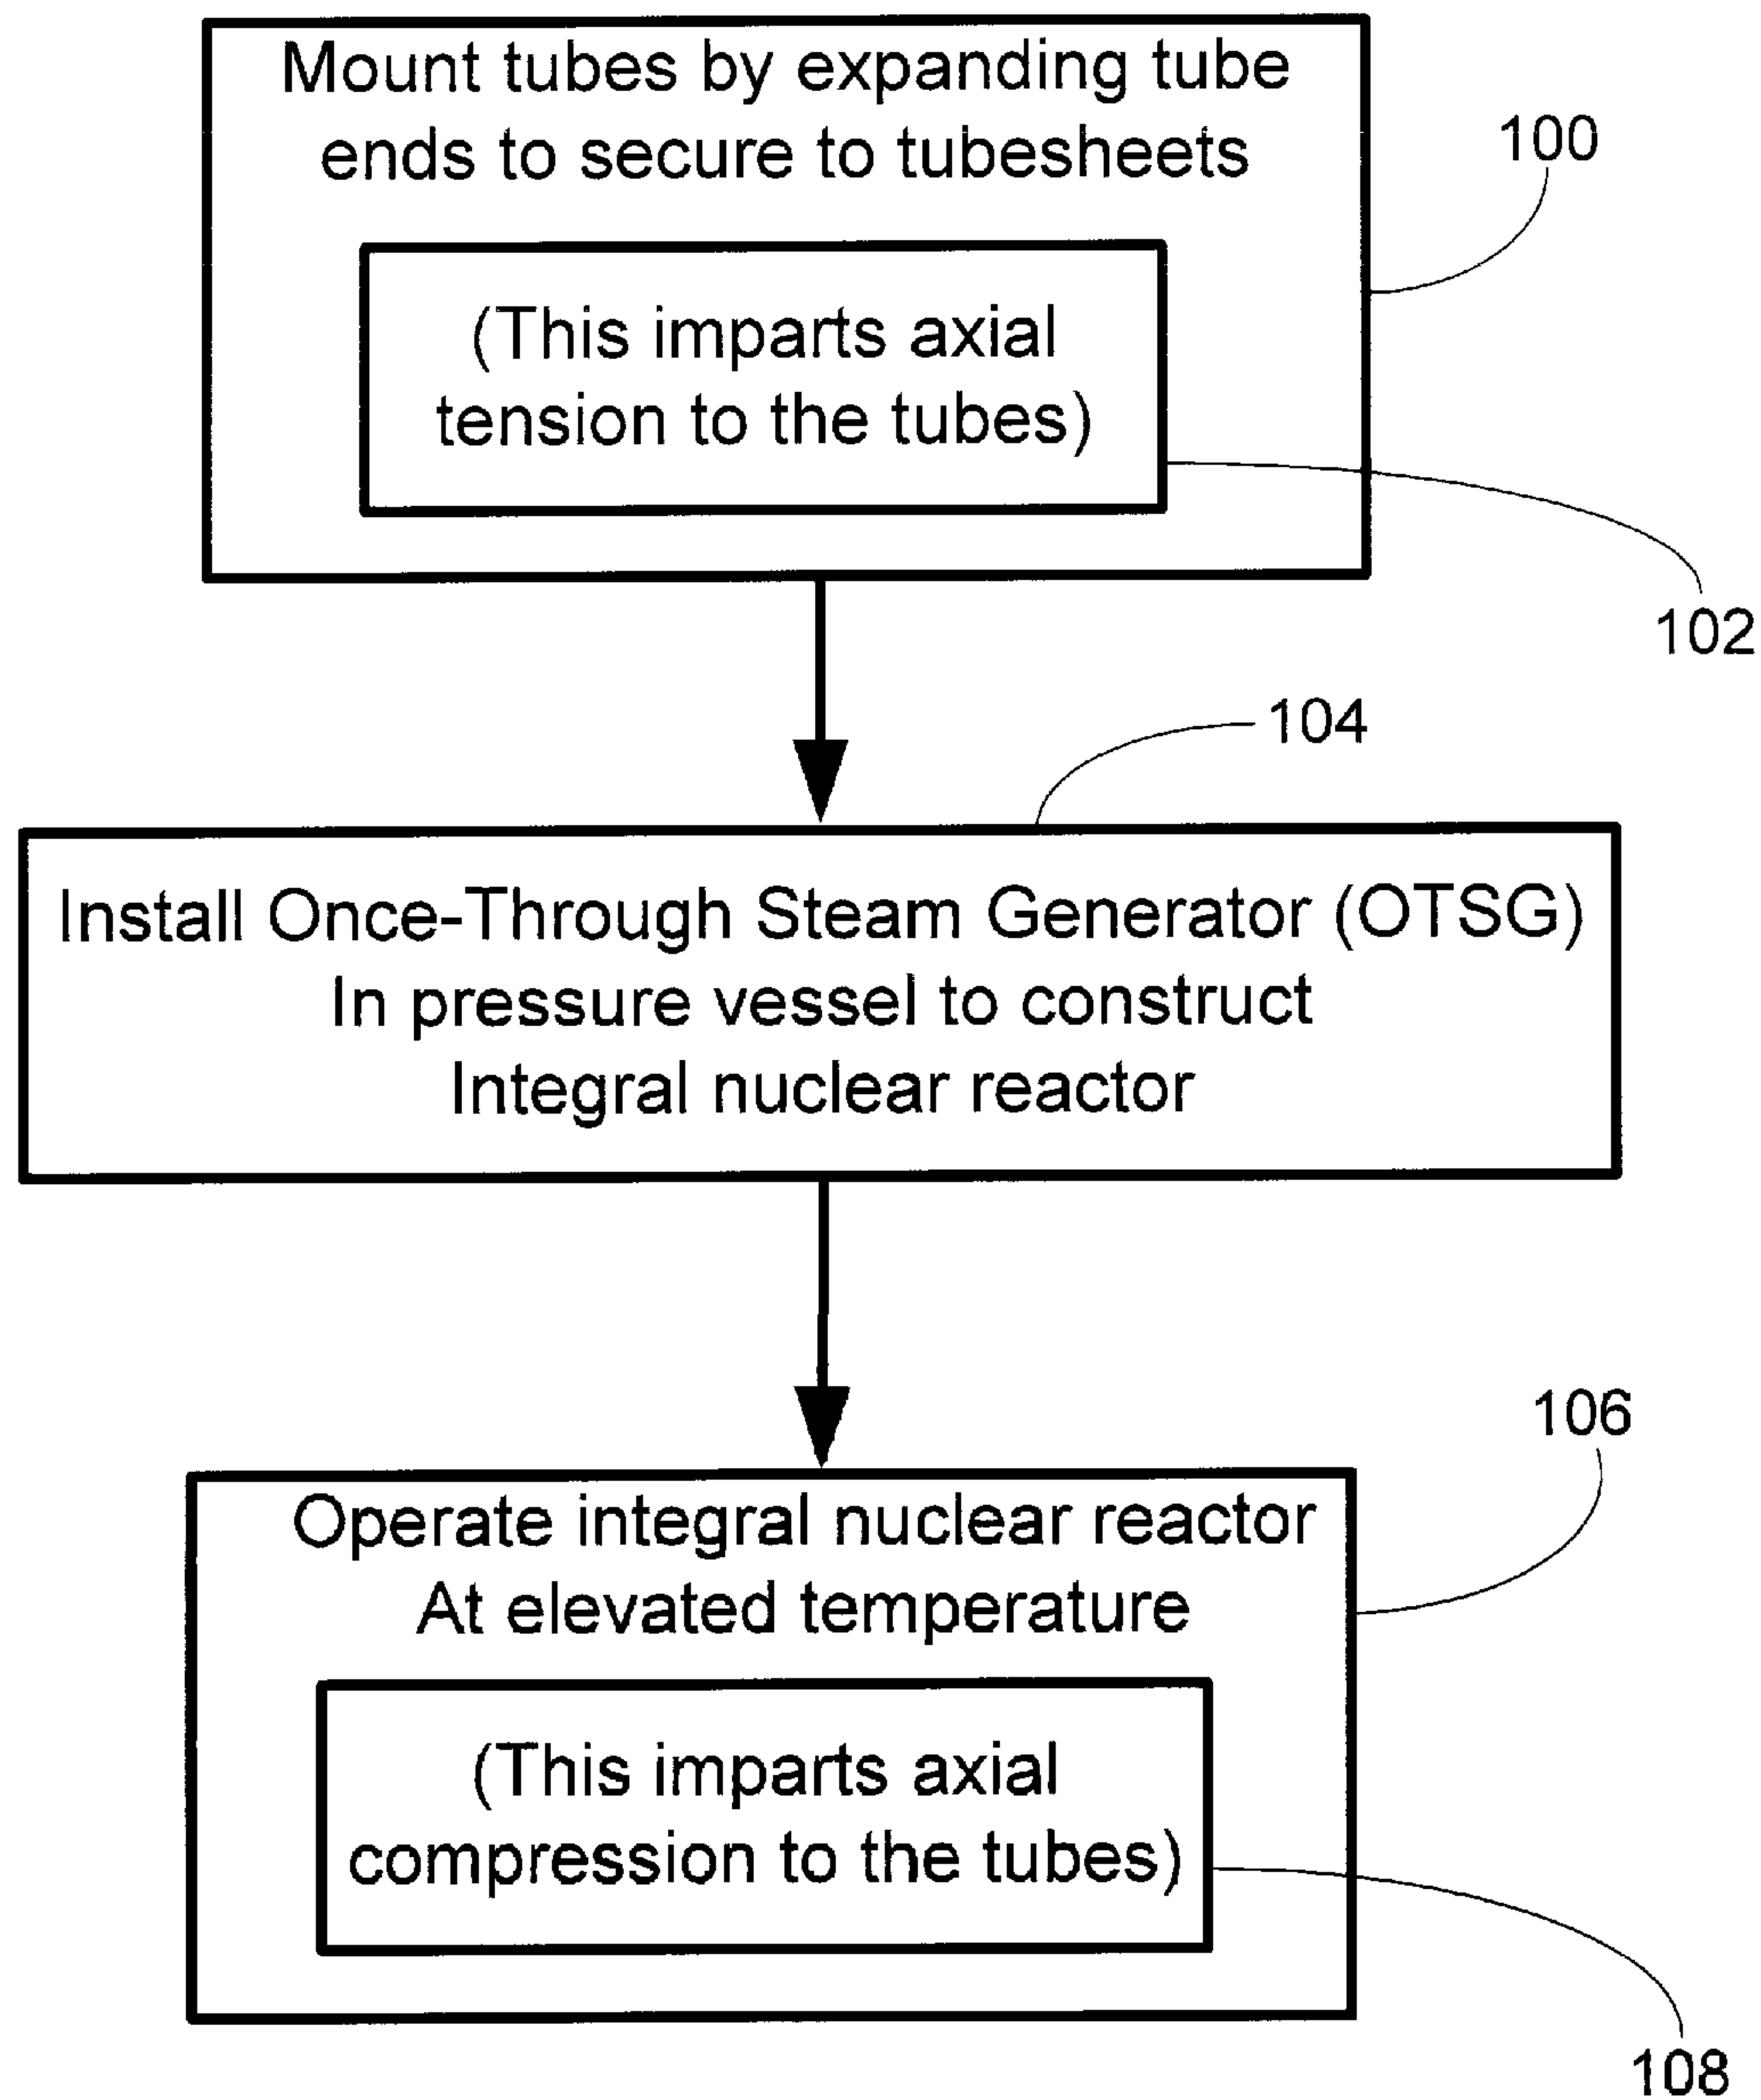 Mount tubes by expanding tube
ends to secure to tubesheets
100
(This imparts axial
tension to the tubes)
102
104
Install Once-Through Steam Generator (OTSG)
In pressure vessel to construct
Integral nuclear reactor
106
Operate integral nuclear reactor
At elevated temperature
(This imparts axial
compression to the tubes)
108